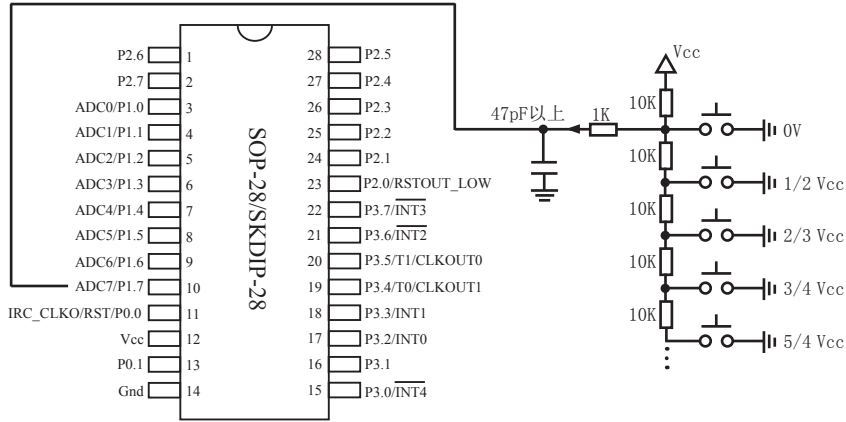 P2.6 1 28 P2.5
P2.7 2 27 P2.4
ADC0/P1.0 3 26 P2.3
ADC1/P1.1 4 25 P2.2
ADC2/P1.2 5 24 P2.1
ADC3/P1.3 6 23 P2.0/RSTOUT_LOW
ADC4/P1.4 7 22 P3.7/INT3
ADC5/P1.5 8 21 P3.6/INT2
ADC6/P1.6 9 20 P3.5/T1/CLKOUT0
ADC7/P1.7 10 19 P3.4/T0/CLKOUT1
IRC_CLKO/RST/P0.0 11 18 P3.3/INT1
Vcc 12 17 P3.2/INT0
P0.1 13 16 P3.1
Gnd 14 15 P3.0/INT4
SOP-28/SKDIP-28
Vcc
10K
47pF以上 1K
0V
10K
1/2 Vcc
10K
2/3 Vcc
10K
3/4 Vcc
10K
5/4 Vcc